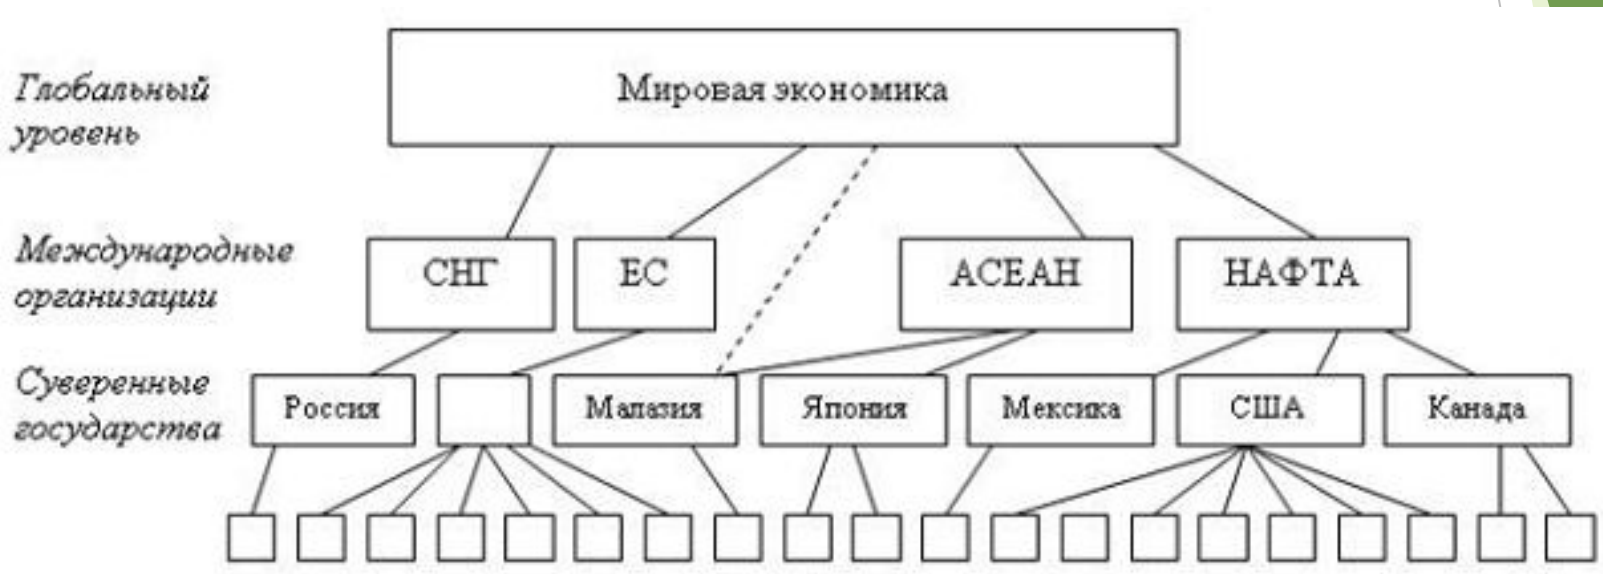 Глобальный
уровень
Мировая экономика
Международные
организации
СНГ
ЕС
АСЕАН
НАФТА
Суверенные
государства
Россия
Малазия
Япония
Мексика
США
Канада